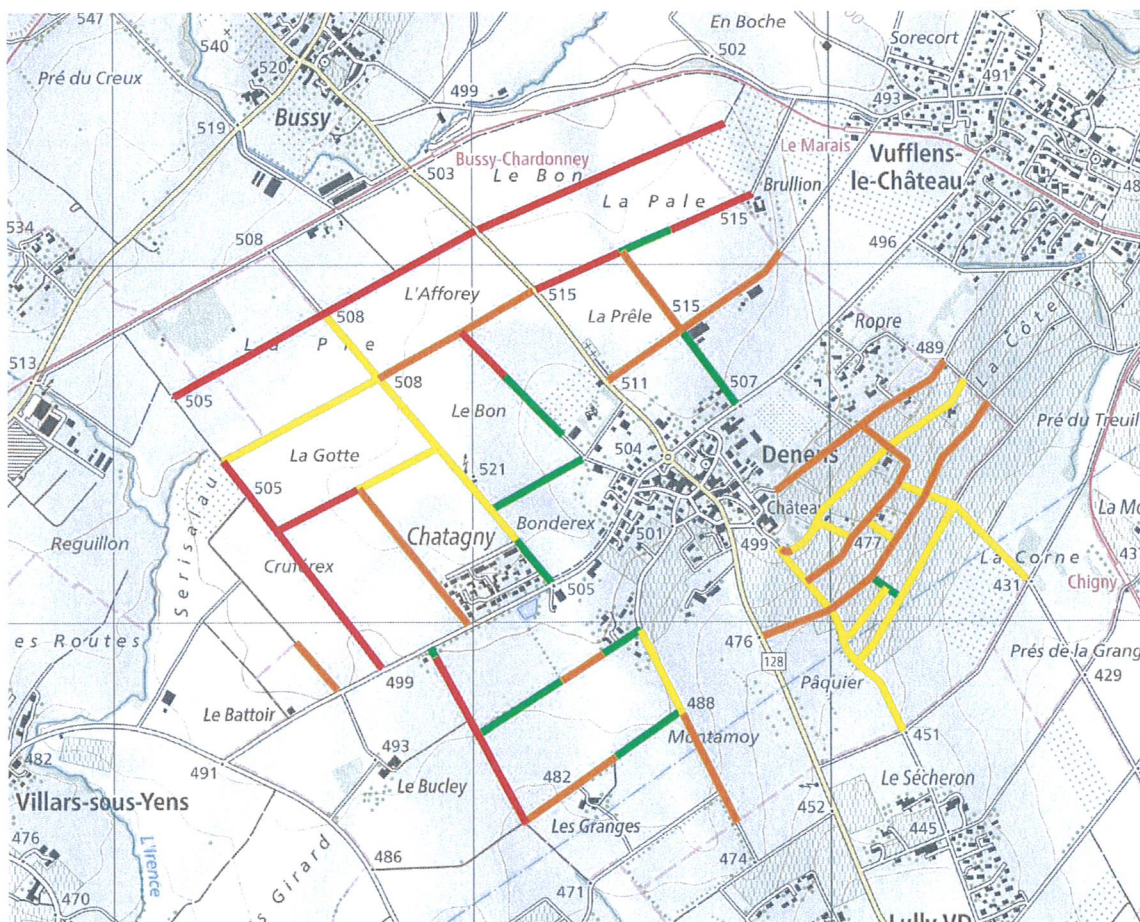 547
540
520
Pré du Creux
Bussy
499
519
En Boche
502
Sorecort
491
493
Le Marais
Vufflens-
le-Château
Bussy-Chardonney
503
Le Bon
La Pale
Brullion
515
534
508
496
L'Afforey
515
La Prêle
515
Ropre
La Côte
489
508
513
505
508
511
507
Le Bon
Pré du Treuil
La Gotte
521
504
Denens
505
Serisalau
Château
Reguillon
Chatagny
Bonderex
501
499
477
La Corne
431
Chigny
505
es Routes
476
128
Prés de la Grang
499
Pâquier
429
Le Battoir
488
Montamoy
451
482
491
493
Le Bucley
482
Le Sécheron
Villars-sous-Yens
Les Granges
452
445
476
L'Irence
486
474
470
471
Girard
Lully VD